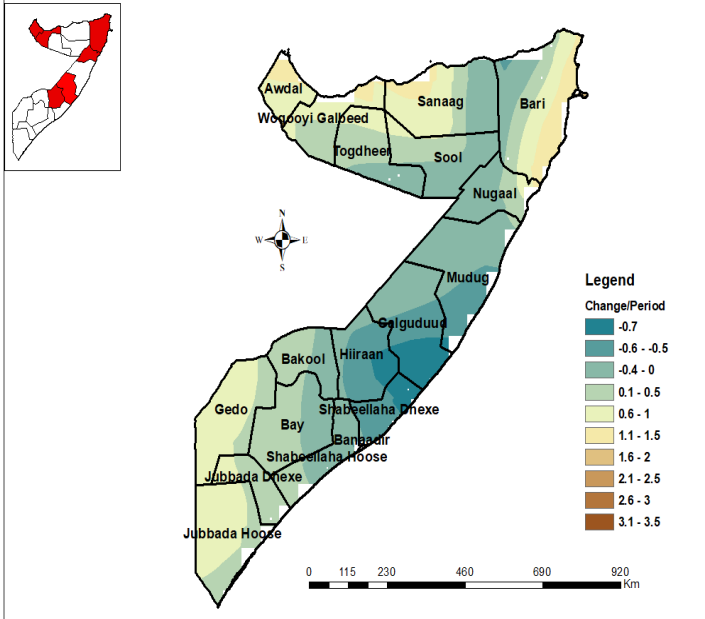 Awdal
Woqooyi Galbeed
Togdheer
Sanaag
Sool
Bari
Nugaal
N
W E
S
Mudug
Galguduud
Hiiraan
Bakool
Gedo
Bay
Shabeellaha Dhexe
Banaadir
Shabeellaha Hoose
Jubbada Dhexe
Jubbada Hoose
Legend
Change/Period
-0.7
-0.6 - -0.5
-0.4 - 0
0.1 - 0.5
0.6 - 1
1.1 - 1.5
1.6 - 2
2.1 - 2.5
2.6 - 3
3.1 - 3.5
0 115 230 460 690 920
Km